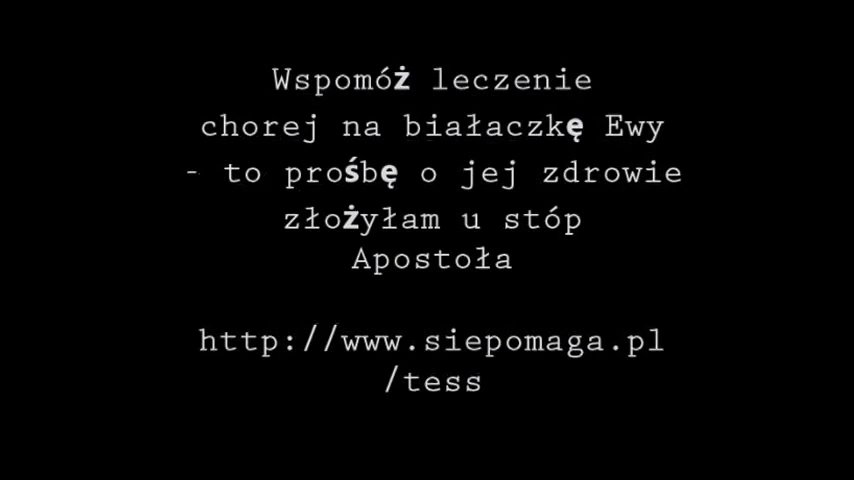 Wspomóż leczenie
chorej na białaczkę Ewy
- to prośbę o jej zdrowie
złożyłam u stóp
Apostoła
http://www.siepomaga.pl
/tess